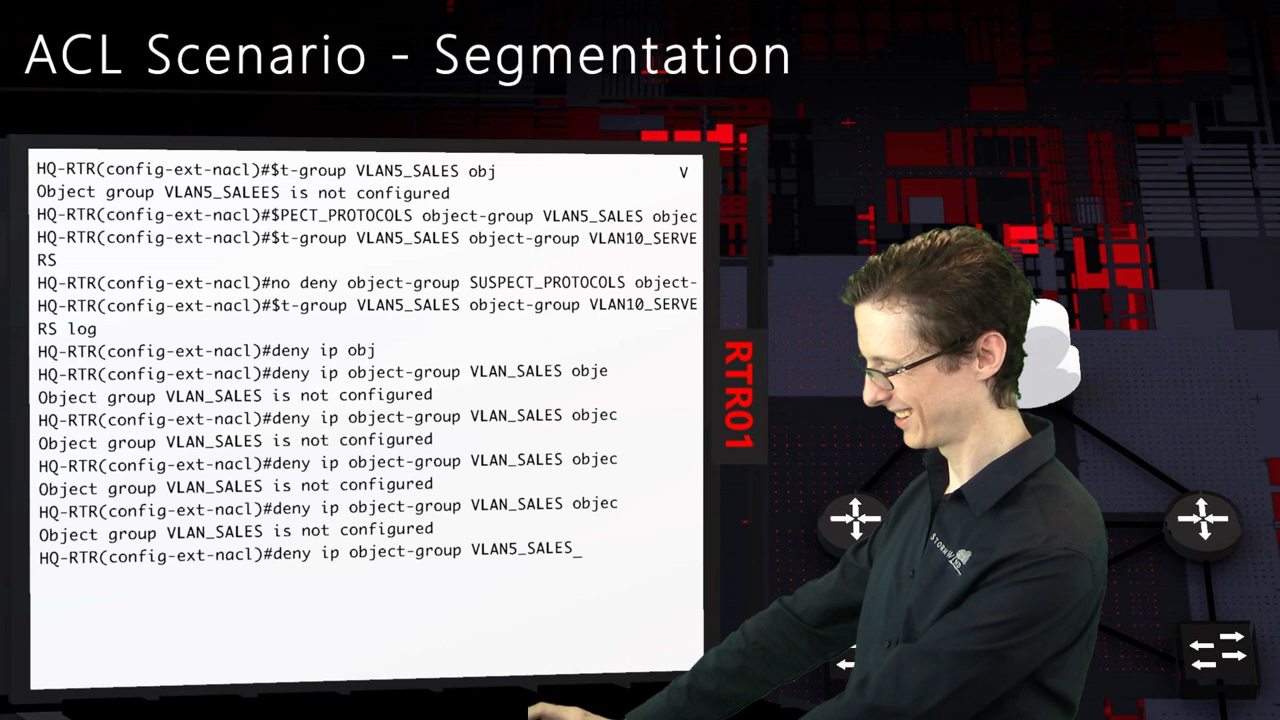 ACL Scenario - Segmentation
HQ-RTR(config-ext-nacl)#$t-group VLAN5_SALES obj V
Object group VLAN5_SALEES is not configured
HQ-RTR(config-ext-nacl)#$PECT_PROTOCOLS object-group VLAN5_SALES objec
HQ-RTR(config-ext-nacl)#$t-group VLAN5_SALES object-group VLAN10_SERVE
RS
HQ-RTR(config-ext-nacl)#no deny object-group SUSPECT_PROTOCOLS object-
HQ-RTR(config-ext-nacl)#$t-group VLAN5_SALES object-group VLAN10_SERVE
RS log
HQ-RTR(config-ext-nacl)#deny ip obj
HQ-RTR(config-ext-nacl)#deny ip object-group VLAN_SALES obje
Object group VLAN_SALES is not configured
HQ-RTR(config-ext-nacl)#deny ip object-group VLAN_SALES objec
Object group VLAN_SALES is not configured
HQ-RTR(config-ext-nacl)#deny ip object-group VLAN_SALES objec
Object group VLAN_SALES is not configured
HQ-RTR(config-ext-nacl)#deny ip object-group VLAN_SALES objec
Object group VLAN_SALES is not configured
HQ-RTR(config-ext-nacl)#deny ip object-group VLAN5_SALES_
RTR01
STORMWIND